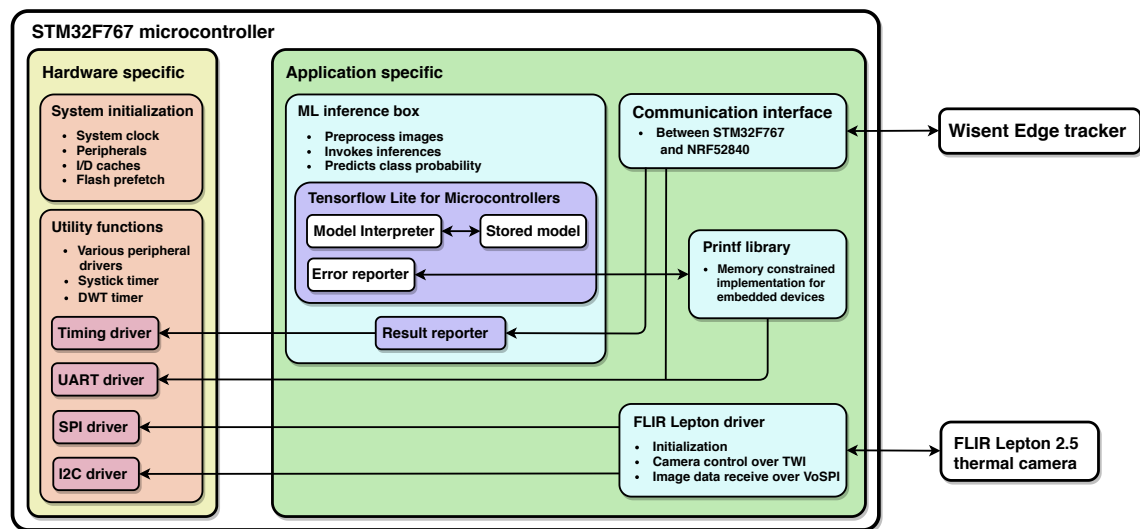 STM32F767 microcontroller
Hardware specific
System initialization
• System clock
• Peripherals
• I/D caches
• Flash prefetch
Utility functions
• Various peripheral
drivers
• Systick timer
• DWT timer
Timing driver
UART driver
SPI driver
I2C driver
Application specific
ML inference box
• Preprocess images
• Invokes inferences
• Predicts class probability
Tensorflow Lite for Microcontrollers
Model Interpreter
Stored model
Error reporter
Result reporter
Communication interface
• Between STM32F767
and NRF52840
Printf library
• Memory constrained
implementation for
embedded devices
FLIR Lepton driver
• Initialization
• Camera control over TWI
• Image data receive over VoSPI
Wisent Edge tracker
FLIR Lepton 2.5
thermal camera